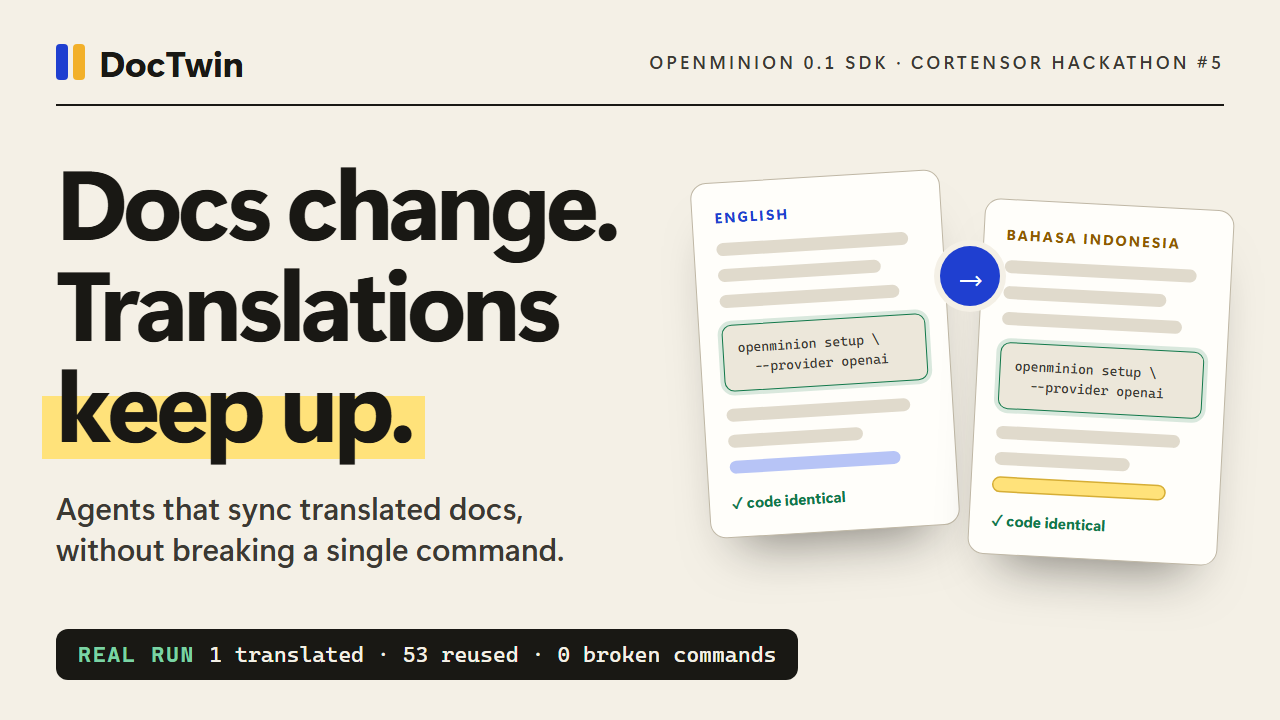 DocTwin
OPENMINION 0.1 SDK · CORTENSOR HACKATHON #5
Docs change.
Translations
keep up.
Agents that sync translated docs,
without breaking a single command.
REAL RUN 1 translated · 53 reused · 0 broken commands
ENGLISH
openminion setup \
--provider openai
✓ code identical
→
BAHASA INDONESIA
openminion setup \
--provider openai
✓ code identical